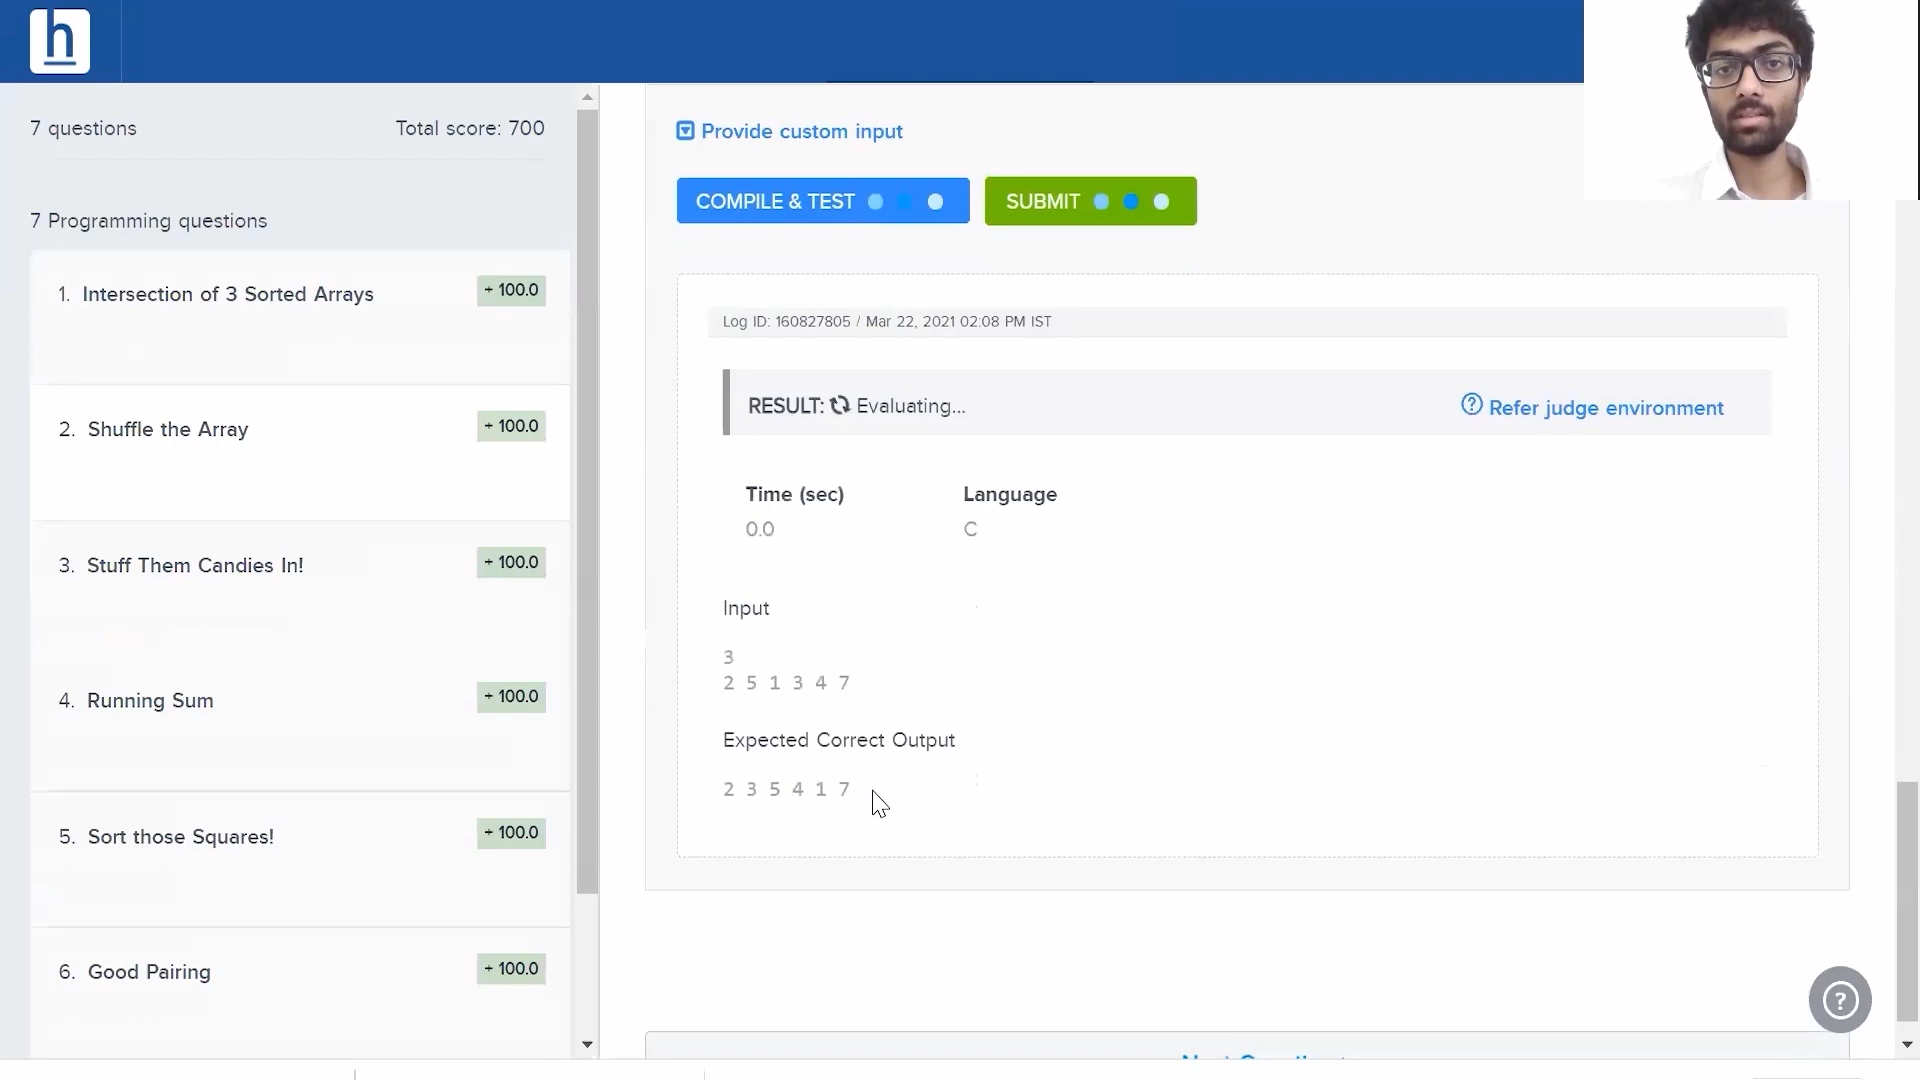 h
7 questions
Total score: 700
7 Programming questions
1. Intersection of 3 Sorted Arrays
+ 100.0
2. Shuffle the Array
+ 100.0
3. Stuff Them Candies In!
+ 100.0
4. Running Sum
+ 100.0
5. Sort those Squares!
+ 100.0
6. Good Pairing
+ 100.0
Provide custom input
COMPILE & TEST
SUBMIT
Log ID: 160827805 / Mar 22, 2021 02:08 PM IST
RESULT: Evaluating...
? Refer judge environment
Time (sec)
Language
0.0
C
Input
3
2 5 1 3 4 7
Expected Correct Output
2 3 5 4 1 7
?